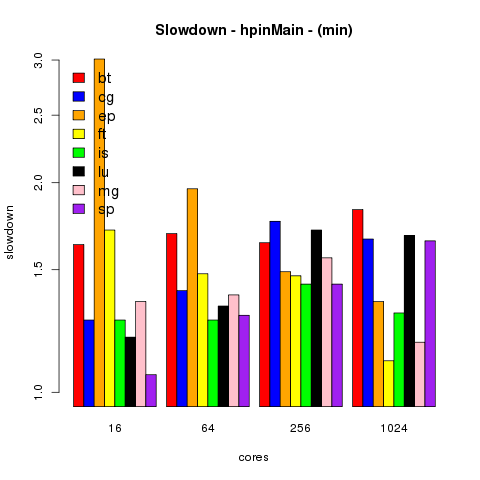 Slowdown - hpinMain - (min)
slowdown
3.0
2.5
2.0
1.5
1.0
bt
cg
ep
ft
is
lu
mg
sp
16 64 256 1024
cores